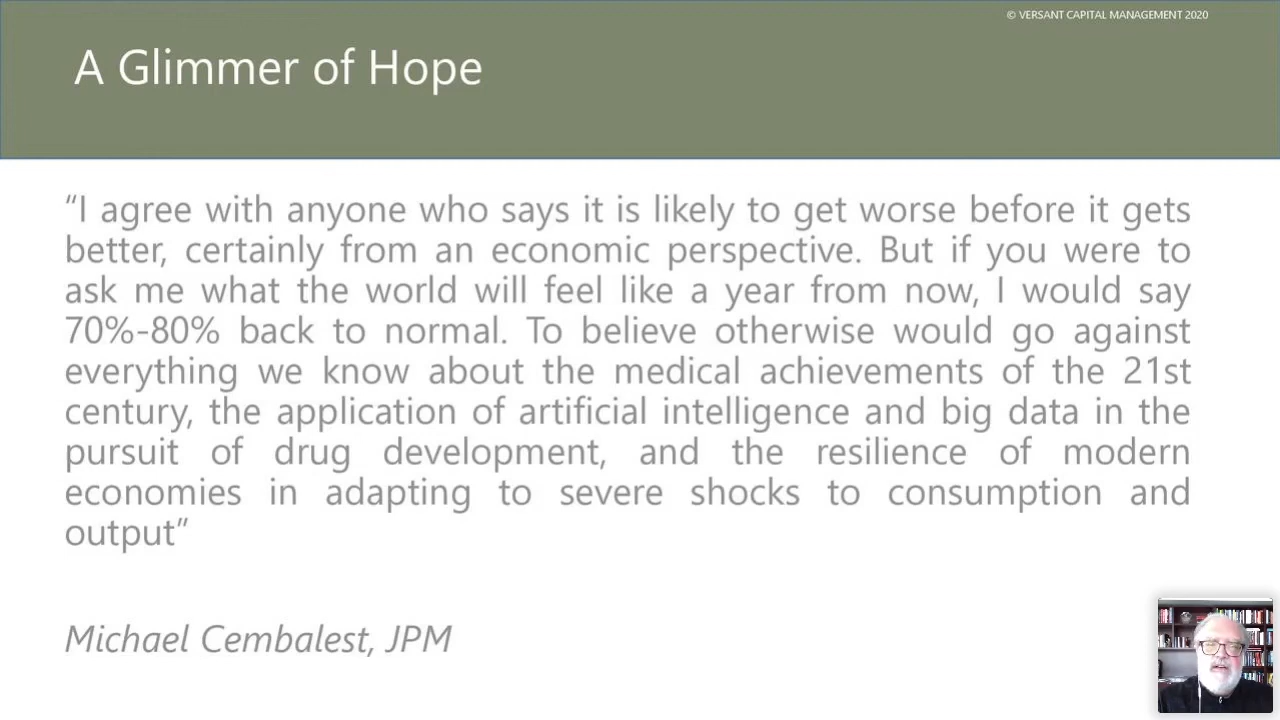 © VERSANT CAPITAL MANAGEMENT 2020
A Glimmer of Hope
“I agree with anyone who says it is likely to get worse before it gets
better, certainly from an economic perspective. But if you were to
ask me what the world will feel like a year from now, I would say
70%-80% back to normal. To believe otherwise would go against
everything we know about the medical achievements of the 21st
century, the application of artificial intelligence and big data in the
pursuit of drug development, and the resilience of modern
economies in adapting to severe shocks to consumption and
output”
Michael Cembalest, JPM